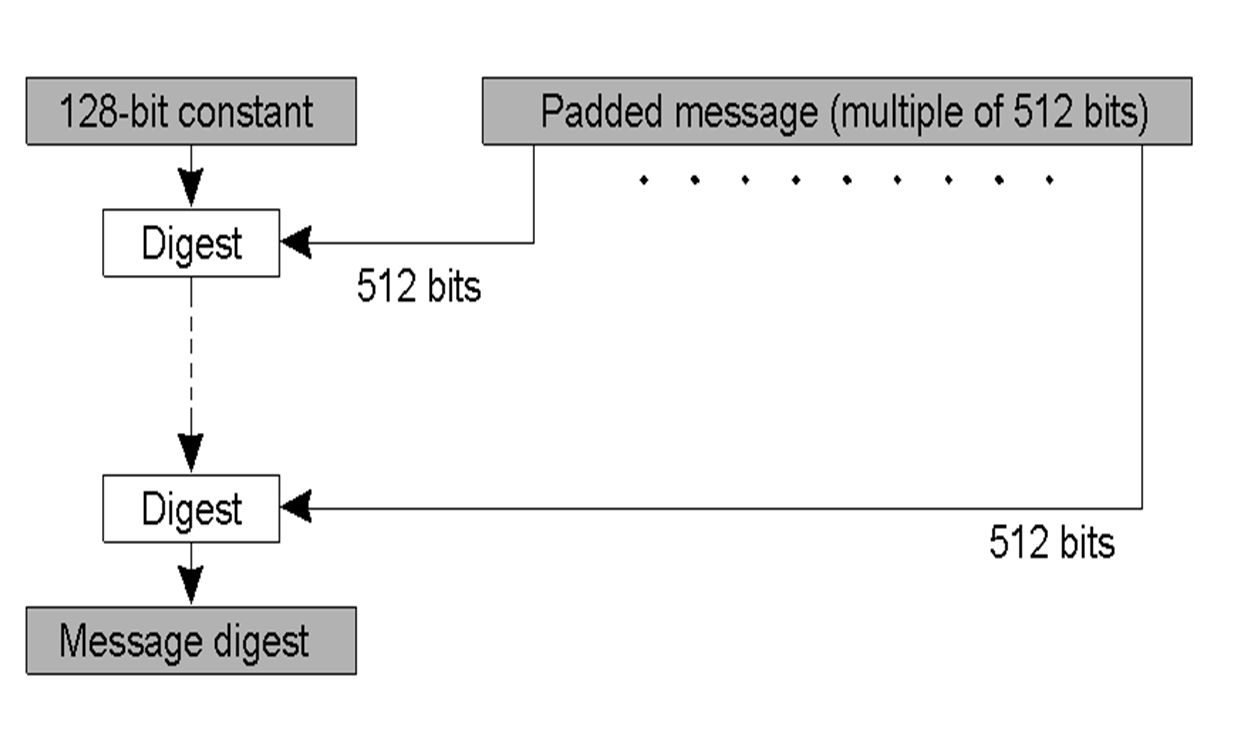 128-bit constant
Padded message (multiple of 512 bits)
Digest
512 bits
Digest
512 bits
Message digest